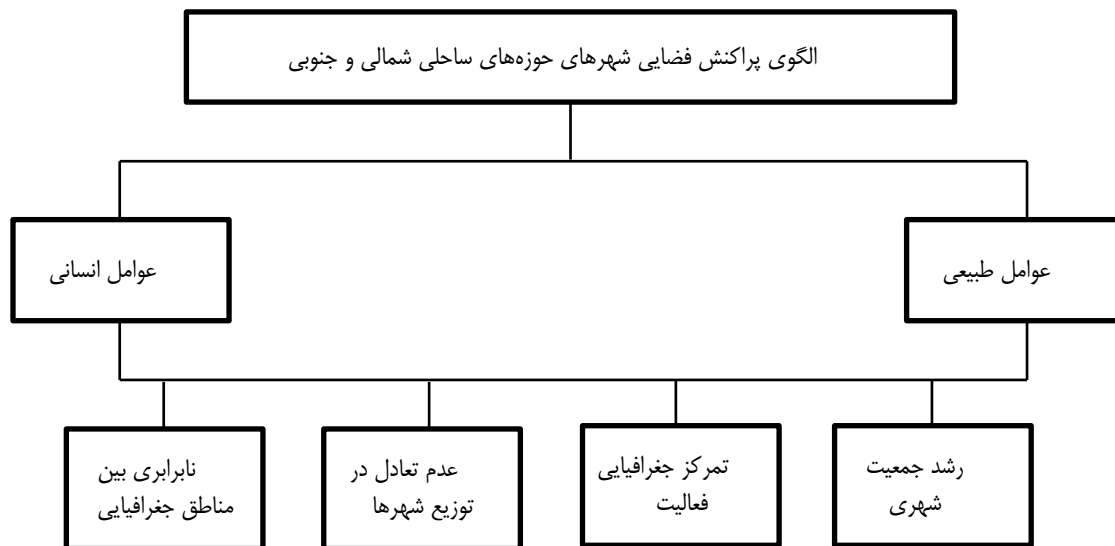 الگوی پراکنش فضایی شهرهای حوزه‌های ساحلی شمالی و جنوبی
عوامل طبیعی
عوامل انسانی
رشد جمعیت
شهری
تمرکز جغرافیایی
فعالیت
عدم تعادل در
توزیع شهرها
نابرابری بین
مناطق جغرافیایی